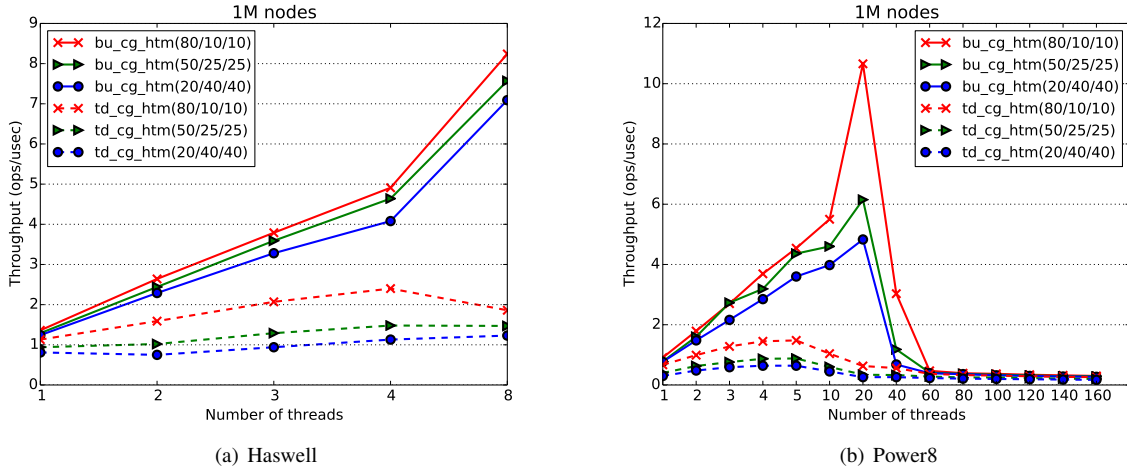 1M nodes
Throughput (ops/usec)
9
8
7
6
5
4
3
2
1
0
bu_cg_htm(80/10/10)
bu_cg_htm(50/25/25)
bu_cg_htm(20/40/40)
td_cg_htm(80/10/10)
td_cg_htm(50/25/25)
td_cg_htm(20/40/40)
1 2 3 4 8
Number of threads
(a) Haswell
1M nodes
Throughput (ops/usec)
12
10
8
6
4
2
0
bu_cg_htm(80/10/10)
bu_cg_htm(50/25/25)
bu_cg_htm(20/40/40)
td_cg_htm(80/10/10)
td_cg_htm(50/25/25)
td_cg_htm(20/40/40)
1 2 3 4 5 10 20 40 60 80 100 120 140 160
Number of threads
(b) Power8